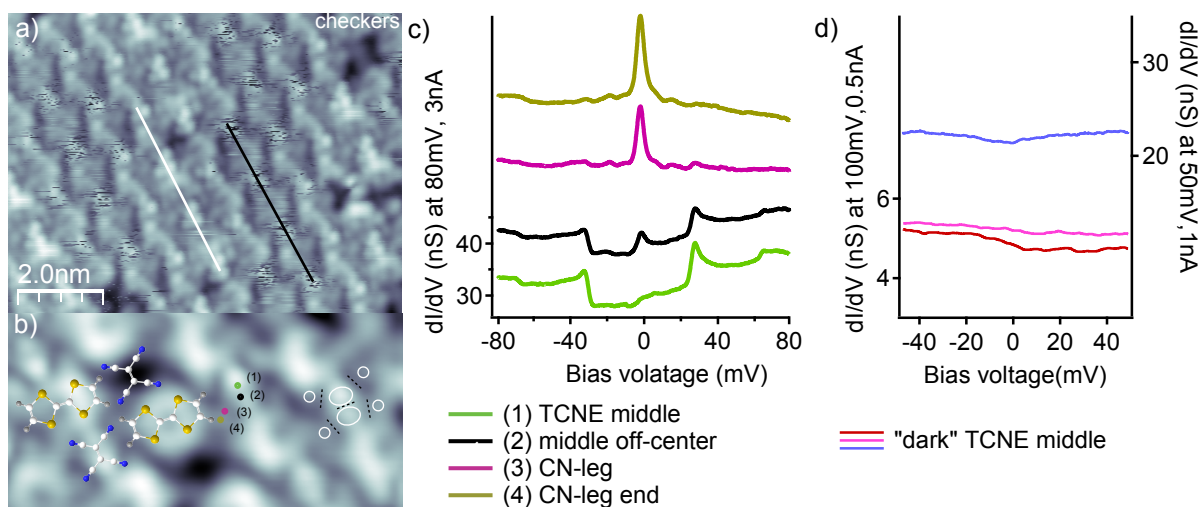 a)
checkers
2.0nm
b)
(1)
(2)
(3)
(4)
c)
dI/dV (nS) at 80mV, 3nA
40
30
-80
-40
0
40
80
Bias volatage (mV)
(1) TCNE middle
(2) middle off-center
(3) CN-leg
(4) CN-leg end
d)
dI/dV (nS) at 100mV,0.5nA
6
4
30
20
dI/dV (nS) at 50mV,1nA
-40
-20
0
20
40
Bias voltage(mV)
"dark" TCNE middle